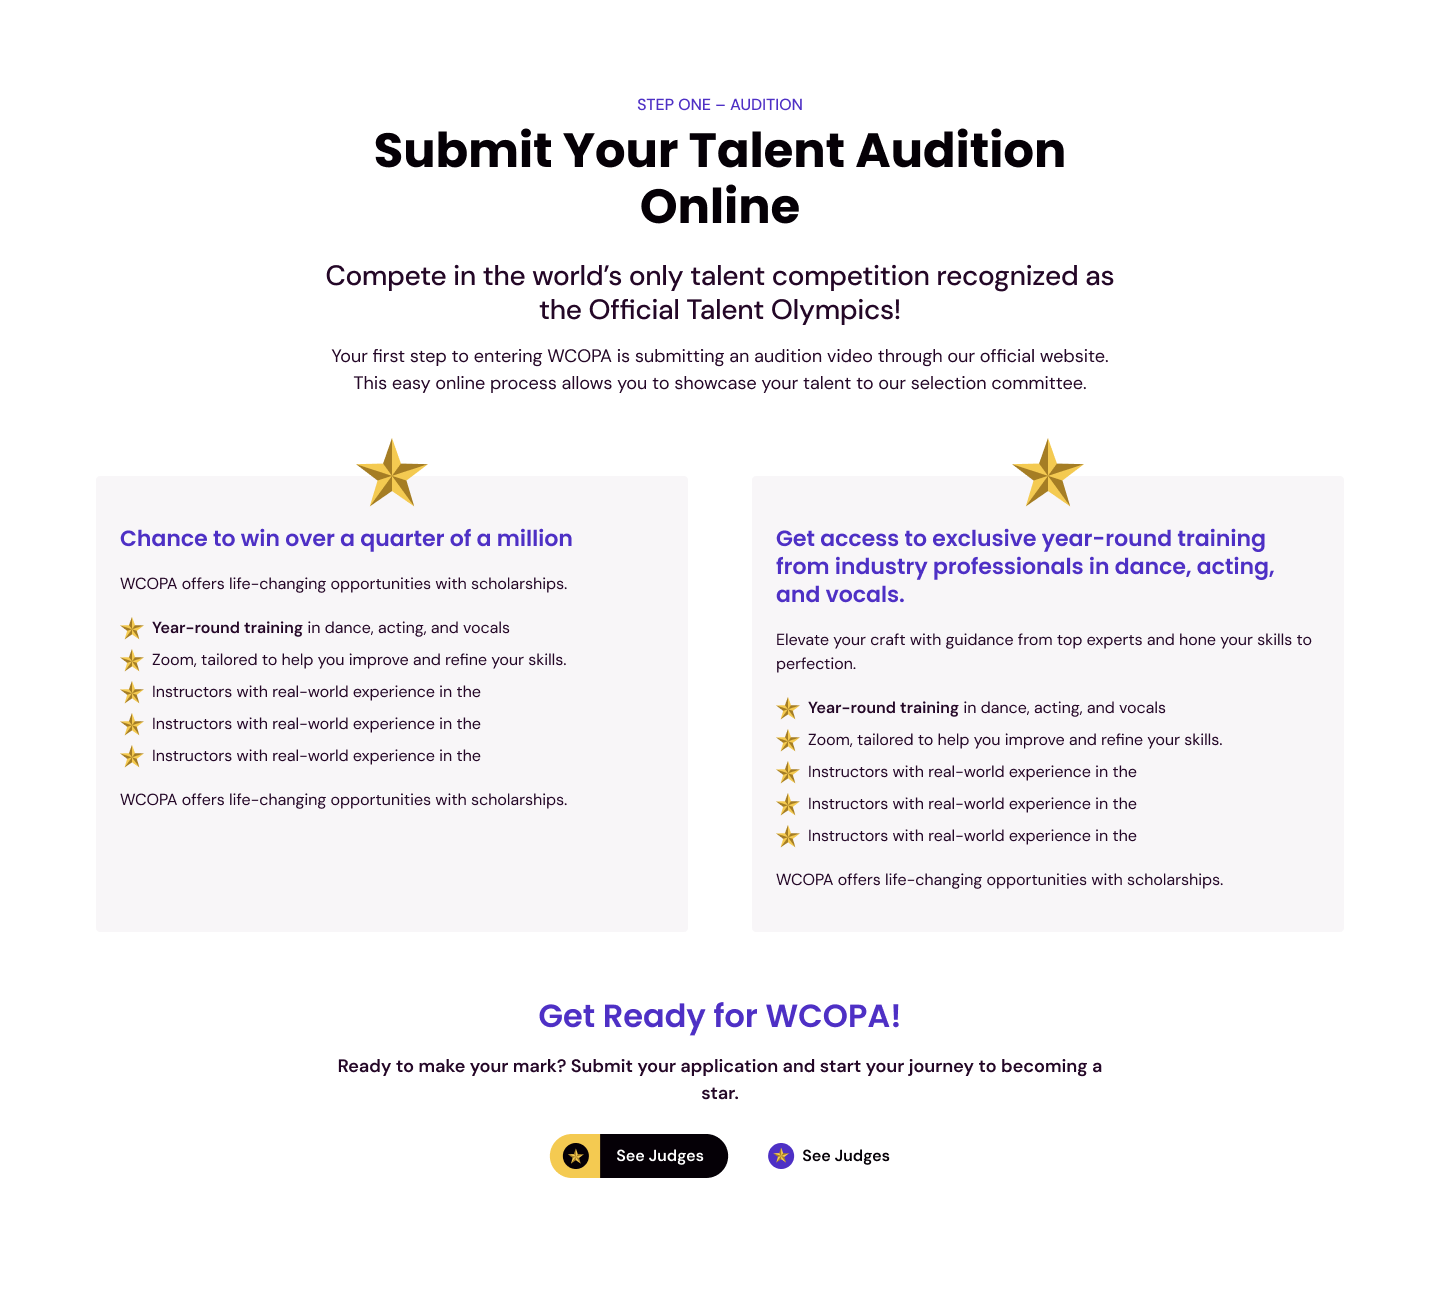 STEP ONE – AUDITION
Submit Your Talent Audition
Online
Compete in the world’s only talent competition recognized as
the Official Talent Olympics!
Your first step to entering WCOPA is submitting an audition video through our official website.
This easy online process allows you to showcase your talent to our selection committee.
Chance to win over a quarter of a million
WCOPA offers life-changing opportunities with scholarships.
Year-round training in dance, acting, and vocals
Zoom, tailored to help you improve and refine your skills.
Instructors with real-world experience in the
Instructors with real-world experience in the
Instructors with real-world experience in the
WCOPA offers life-changing opportunities with scholarships.
Get access to exclusive year-round training
from industry professionals in dance, acting,
and vocals.
Elevate your craft with guidance from top experts and hone your skills to
perfection.
Year-round training in dance, acting, and vocals
Zoom, tailored to help you improve and refine your skills.
Instructors with real-world experience in the
Instructors with real-world experience in the
Instructors with real-world experience in the
WCOPA offers life-changing opportunities with scholarships.
Get Ready for WCOPA!
Ready to make your mark? Submit your application and start your journey to becoming a
star.
See Judges
See Judges